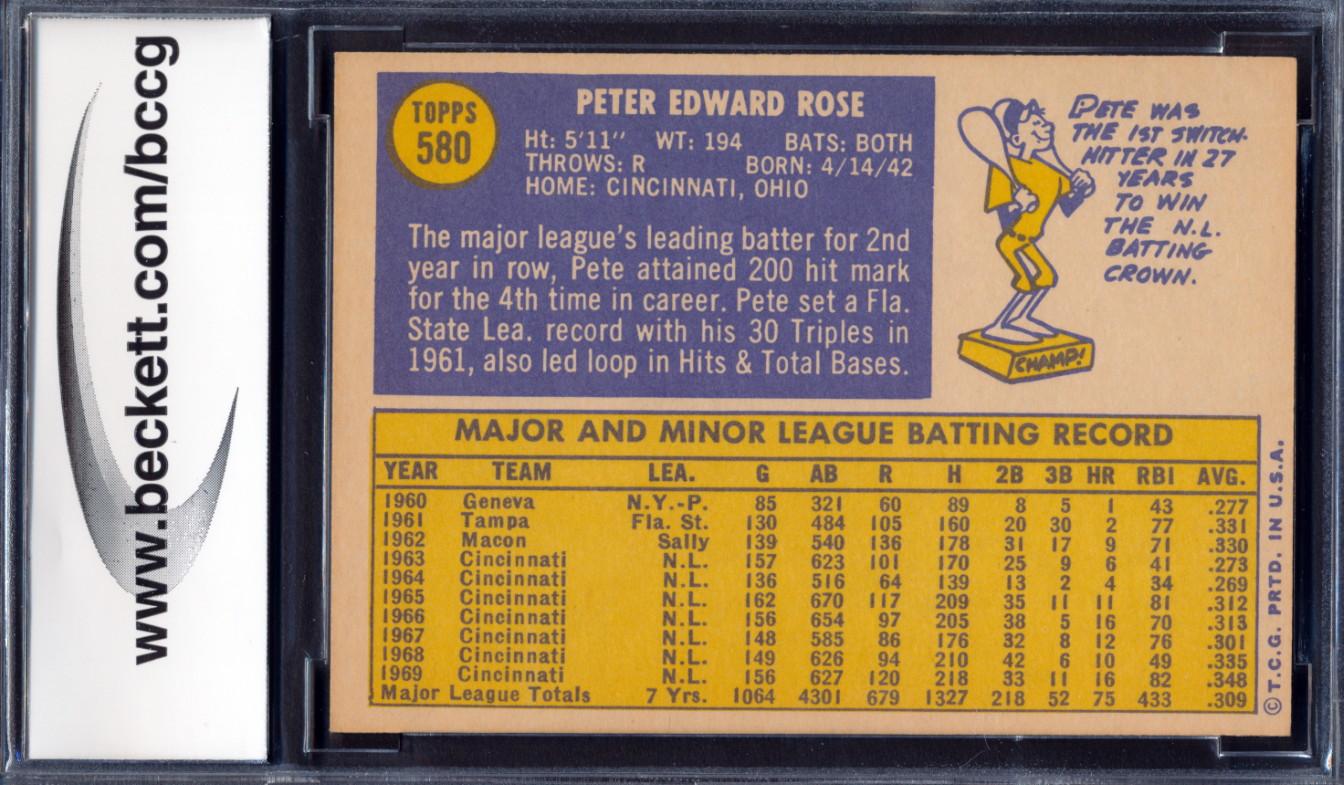 www.beckett.com/bccg
TOPPS
580
PETER EDWARD ROSE
Ht: 5'11" WT: 194 BATS: BOTH
THROWS: R BORN: 4/14/42
HOME: CINCINNATI, OHIO
The major league's leading batter for 2nd
year in row, Pete attained 200 hit mark
for the 4th time in career. Pete set a Fla.
State Lea. record with his 30 Triples in
1961, also led loop in Hits & Total Bases.
PETE WAS
THE 1ST SWITCH-
HITTER IN 27
YEARS
TO WIN
THE N.L.
BATTING
CROWN.
CHAMP!
MAJOR AND MINOR LEAGUE BATTING RECORD
YEAR TEAM LEA. G AB R H 2B 3B HR RBI AVG.
1960 Geneva N.Y.-P. 85 321 60 89 8 5 1 43 .277
1961 Tampa Fla. St. 130 484 105 160 20 30 2 77 .331
1962 Macon Sally 139 540 136 178 31 17 9 71 .330
1963 Cincinnati N.L. 157 623 101 170 25 9 6 41 .273
1964 Cincinnati N.L. 136 516 64 139 13 2 4 34 .269
1965 Cincinnati N.L. 162 670 117 209 35 11 11 81 .312
1966 Cincinnati N.L. 156 654 97 205 38 5 16 70 .313
1967 Cincinnati N.L. 148 585 86 176 32 8 12 76 .301
1968 Cincinnati N.L. 149 626 94 210 42 6 10 49 .335
1969 Cincinnati N.L. 156 627 120 218 33 11 16 82 .348
Major League Totals 7 Yrs. 1064 4301 679 1327 218 52 75 433 .309
© T.C.G. PRTD. IN U.S.A.